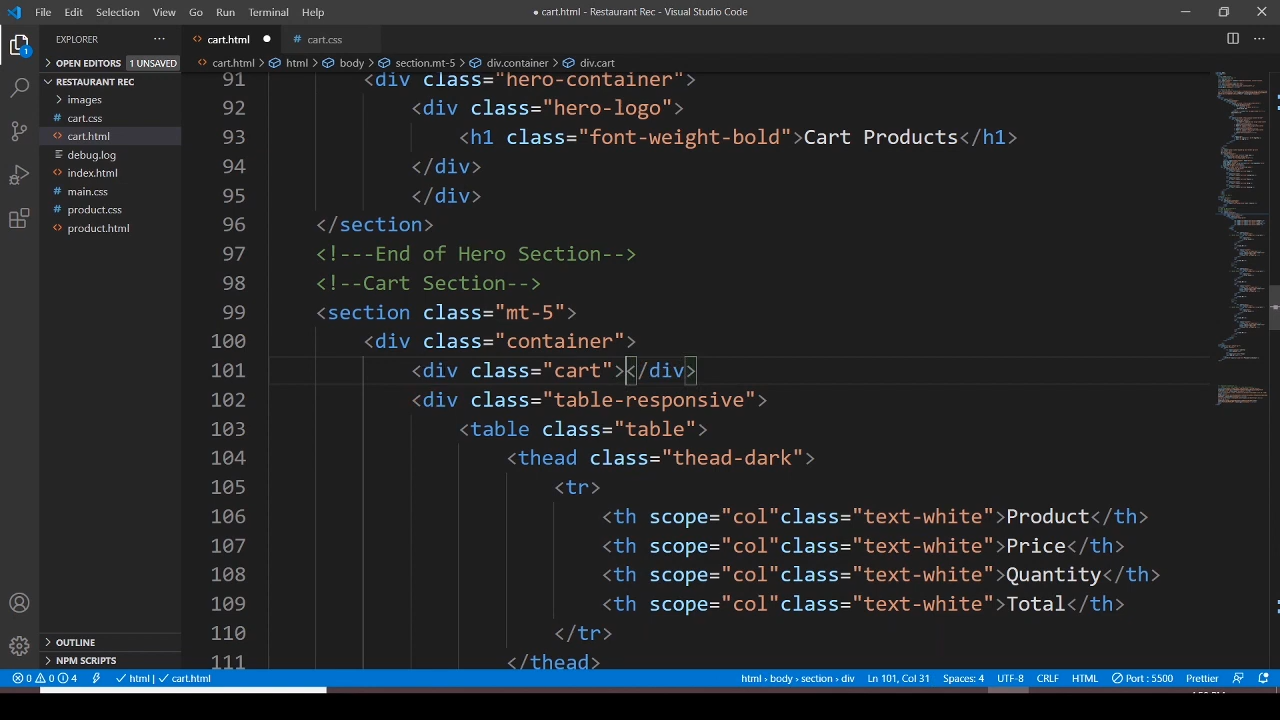 File Edit Selection View Go Run Terminal Help
● cart.html - Restaurant Rec - Visual Studio Code
EXPLORER
cart.html
cart.css
OPEN EDITORS 1 UNSAVED
cart.html > html > body > section.mt-5 > div.container > div.cart
RESTAURANT REC
images
cart.css
cart.html
debug.log
index.html
main.css
product.css
product.html
OUTLINE
NPM SCRIPTS
1
91 <div class="hero-container">
92 <div class="hero-logo">
93 <h1 class="font-weight-bold">Cart Products</h1>
94 </div>
95 </div>
96 </section>
97 <!---End of Hero Section-->
98 <!--Cart Section-->
99 <section class="mt-5">
100 <div class="container">
101 <div class="cart"></div>
102 <div class="table-responsive">
103 <table class="table">
104 <thead class="thead-dark">
105 <tr>
106 <th scope="col"class="text-white">Product</th>
107 <th scope="col"class="text-white">Price</th>
108 <th scope="col"class="text-white">Quantity</th>
109 <th scope="col"class="text-white">Total</th>
110 </tr>
111 </thead>
0 0 4 html | cart.html html › body › section › div Ln 101, Col 31 Spaces: 4 UTF-8 CRLF HTML Port : 5500 Prettier